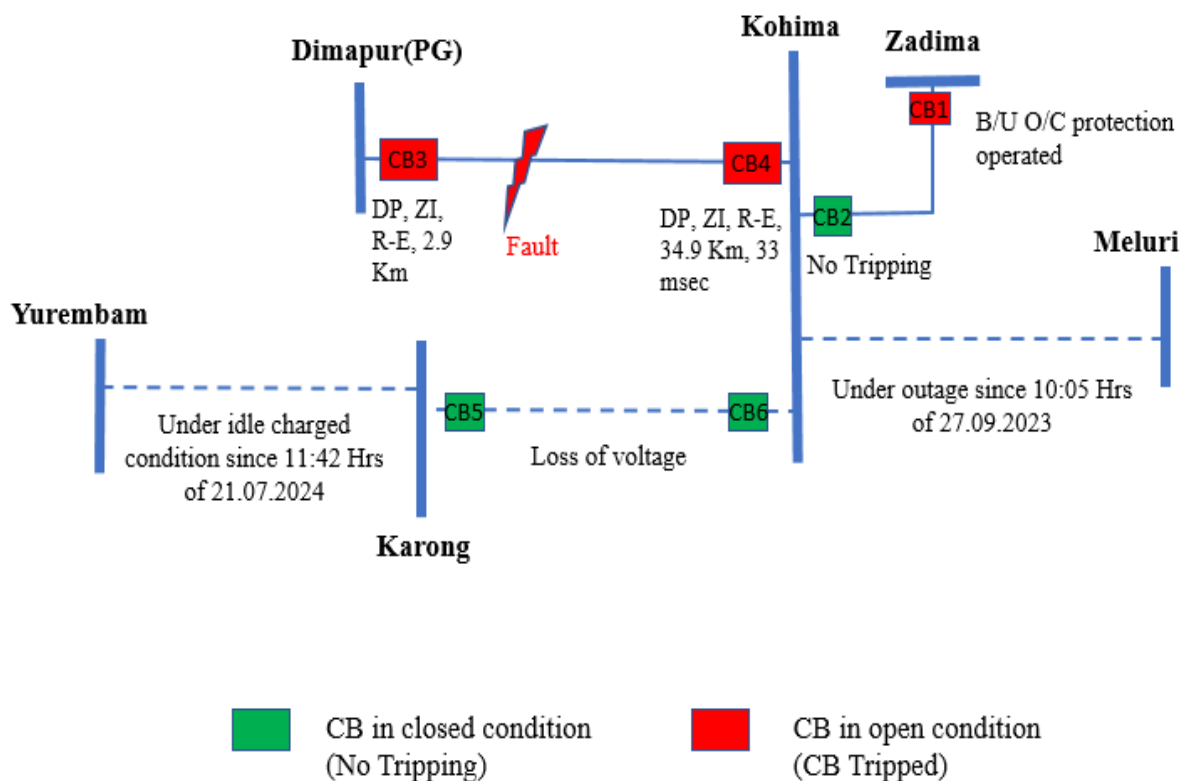 Kohima
Zadima
Dimapur(PG)
CB1
B/U O/C protection
operated
CB3
CB4
DP, ZI,
R-E, 2.9
Km
Fault
DP, ZI, R-E,
34.9 Km, 33
msec
CB2
No Tripping
Meluri
Yurembam
Under idle charged
condition since 11:42 Hrs
of 21.07.2024
CB5
CB6
Loss of voltage
Under outage since 10:05 Hrs
of 27.09.2023
Karong
CB in closed condition
(No Tripping)
CB in open condition
(CB Tripped)